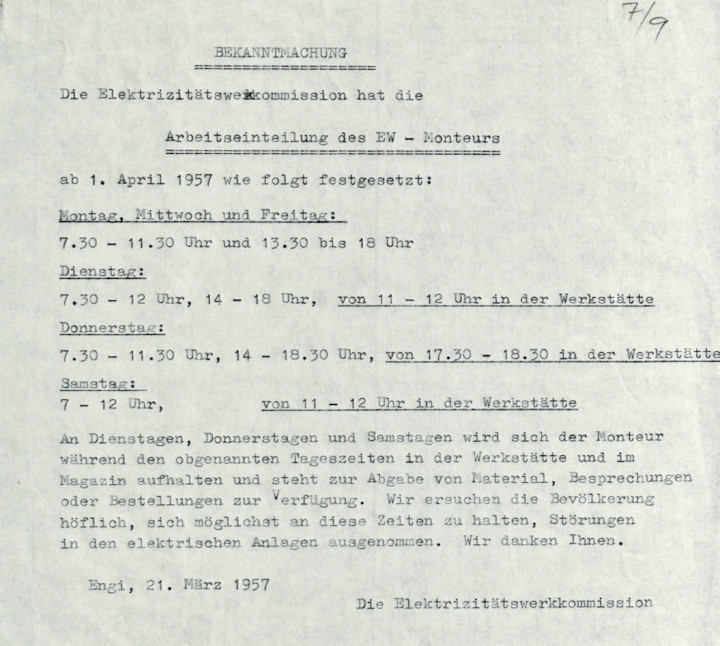 7/9
BEKANNTMACHUNG
Die Elektrizitätswerkkommission hat die
Arbeitseinteilung des EW - Monteurs
ab 1. April 1957 wie folgt festgesetzt:
Montag, Mittwoch und Freitag:
7.30 - 11.30 Uhr und 13.30 bis 18 Uhr
Dienstag:
7.30 - 12 Uhr, 14 - 18 Uhr, von 11 - 12 Uhr in der Werkstätte
Donnerstag:
7.30 - 11.30 Uhr, 14 - 18.30 Uhr, von 17.30 - 18.30 in der Werkstätte
Samstag:
7 - 12 Uhr, von 11 - 12 Uhr in der Werkstätte
An Dienstagen, Donnerstagen und Samstagen wird sich der Monteur
während den obgenannten Tageszeiten in der Werkstätte und im
Magazin aufhalten und steht zur Abgabe von Material, Besprechungen
oder Bestellungen zur Verfügung. Wir ersuchen die Bevölkerung
höflich, sich möglichst an diese Zeiten zu halten, Störungen
in den elektrischen Anlagen ausgenommen. Wir danken Ihnen.
Engi, 21. März 1957
Die Elektrizitätswerkkommission